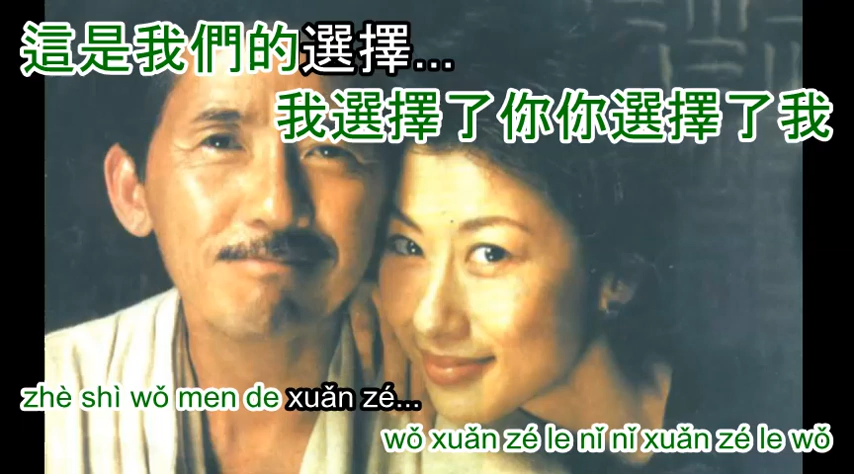 這是我們的選擇...
我選擇了你你選擇了我
zhè shì wǒ men de xuǎn zé...
wǒ xuǎn zé le nǐ nǐ xuǎn zé le wǒ